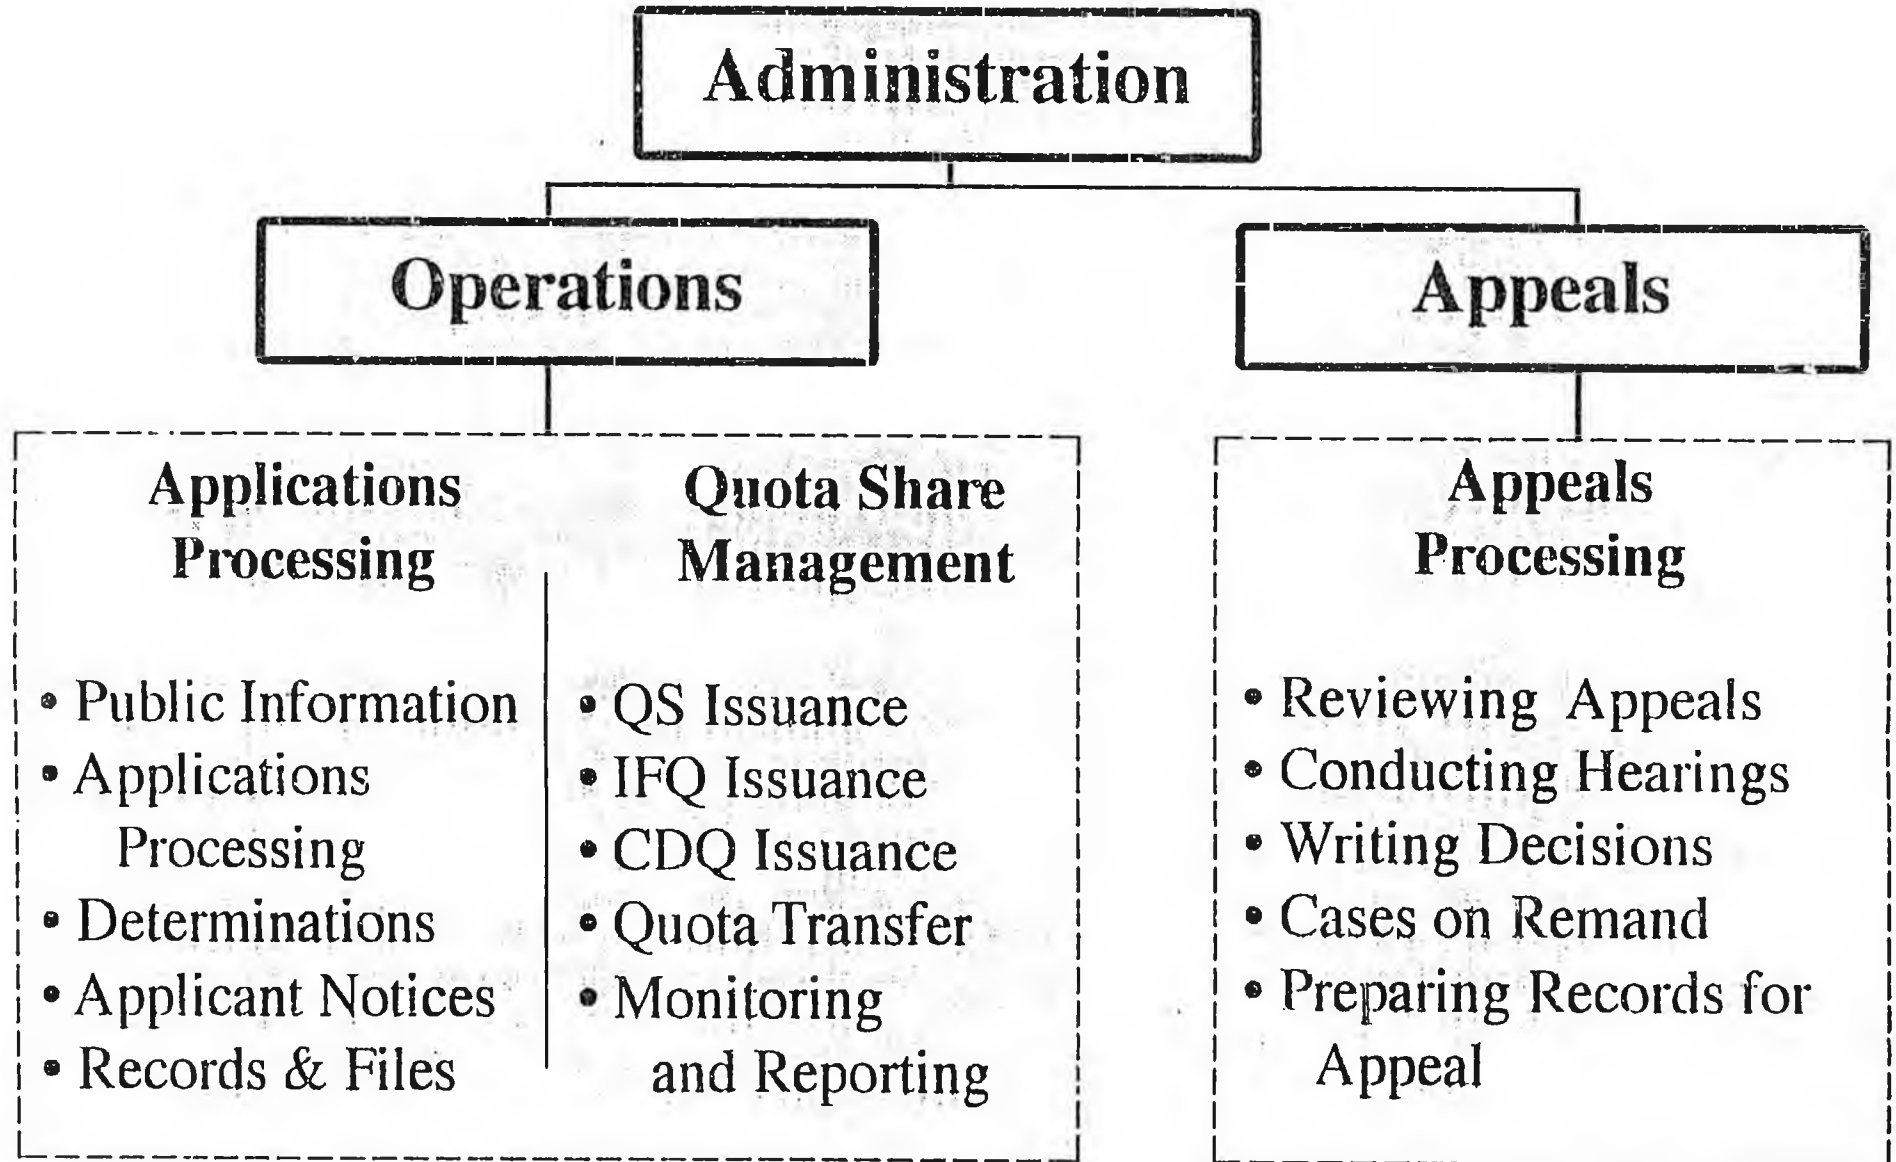 Administration
Operations
Appeals
Applications
Processing
• Public Information
• Applications
Processing
• Determinations
• Applicant Notices
• Records & Files
Quota Share
Management
• QS Issuance
• IFQ Issuance
• CDQ Issuance
• Quota Transfer
• Monitoring
and Reporting
Appeals
Processing
• Reviewing Appeals
• Conducting Hearings
• Writing Decisions
• Cases on Remand
• Preparing Records for
Appeal